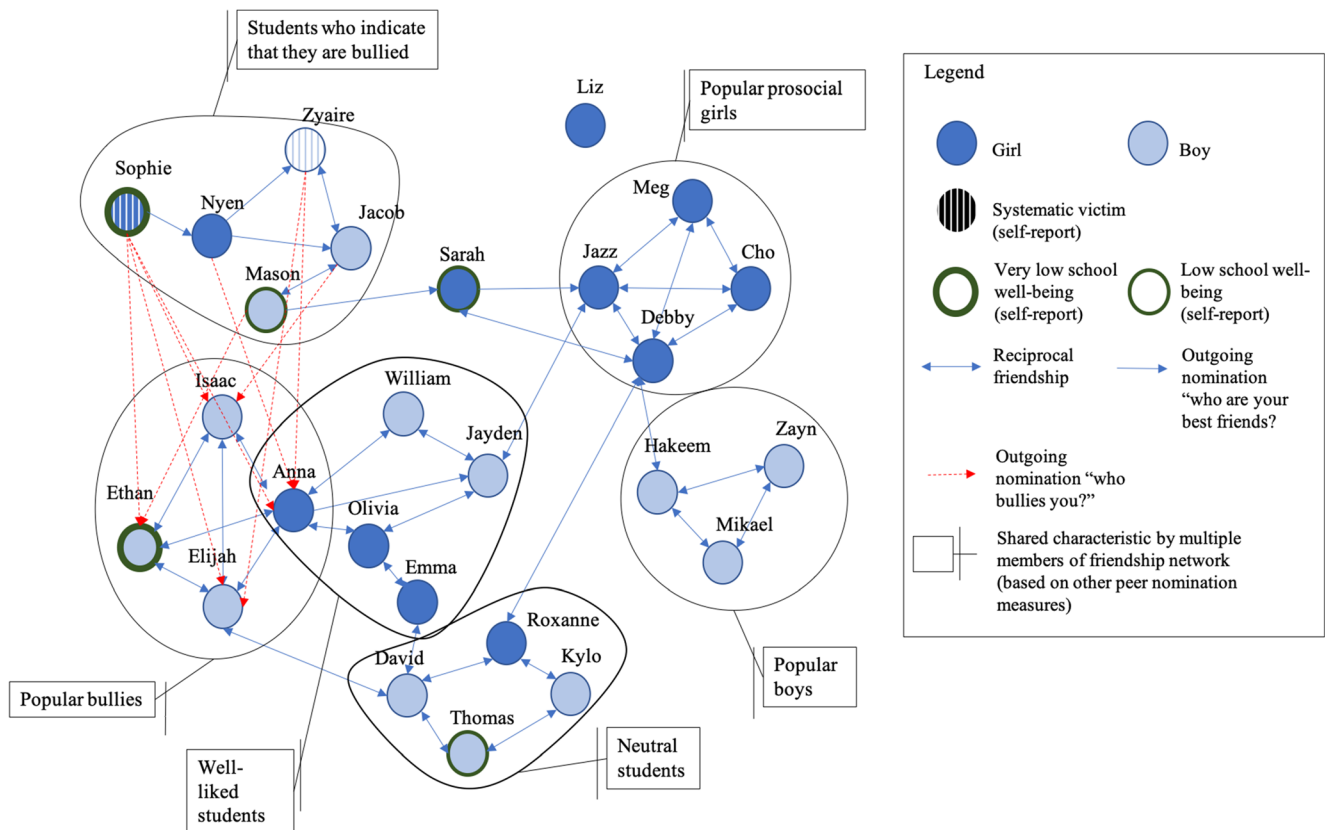 Students who indicate
that they are bullied
Liz
Popular prosocial
girls
Zyaire
Sophie
Nyen
Jacob
Mason
Sarah
Meg
Jazz
Cho
Debby
Isaac
William
Jayden
Anna
Ethan
Olivia
Elijah
Emma
Hakeem
Zayn
Mikael
Roxanne
David
Kylo
Thomas
Popular bullies
Well-
liked
students
Neutral
students
Popular
boys
Legend
Girl
Boy
Systematic victim
(self-report)
Very low school
well-being
(self-report)
Low school well-
being
(self-report)
Reciprocal
friendship
Outgoing
nomination
“who are your
best friends?
Outgoing
nomination “who
bullies you?”
Shared characteristic by multiple
members of friendship network
(based on other peer nomination
measures)